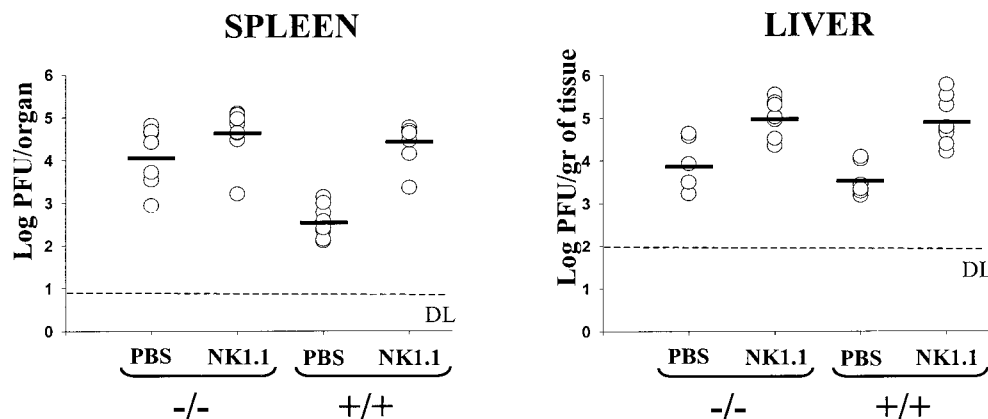 SPLEEN
Log PFU/organ
6
5
4
3
2
1
0
DL
PBS NK1.1 PBS NK1.1
-/- +/+
LIVER
Log PFU/gr of tissue
6
5
4
3
2
1
0
DL
PBS NK1.1 PBS NK1.1
-/- +/+